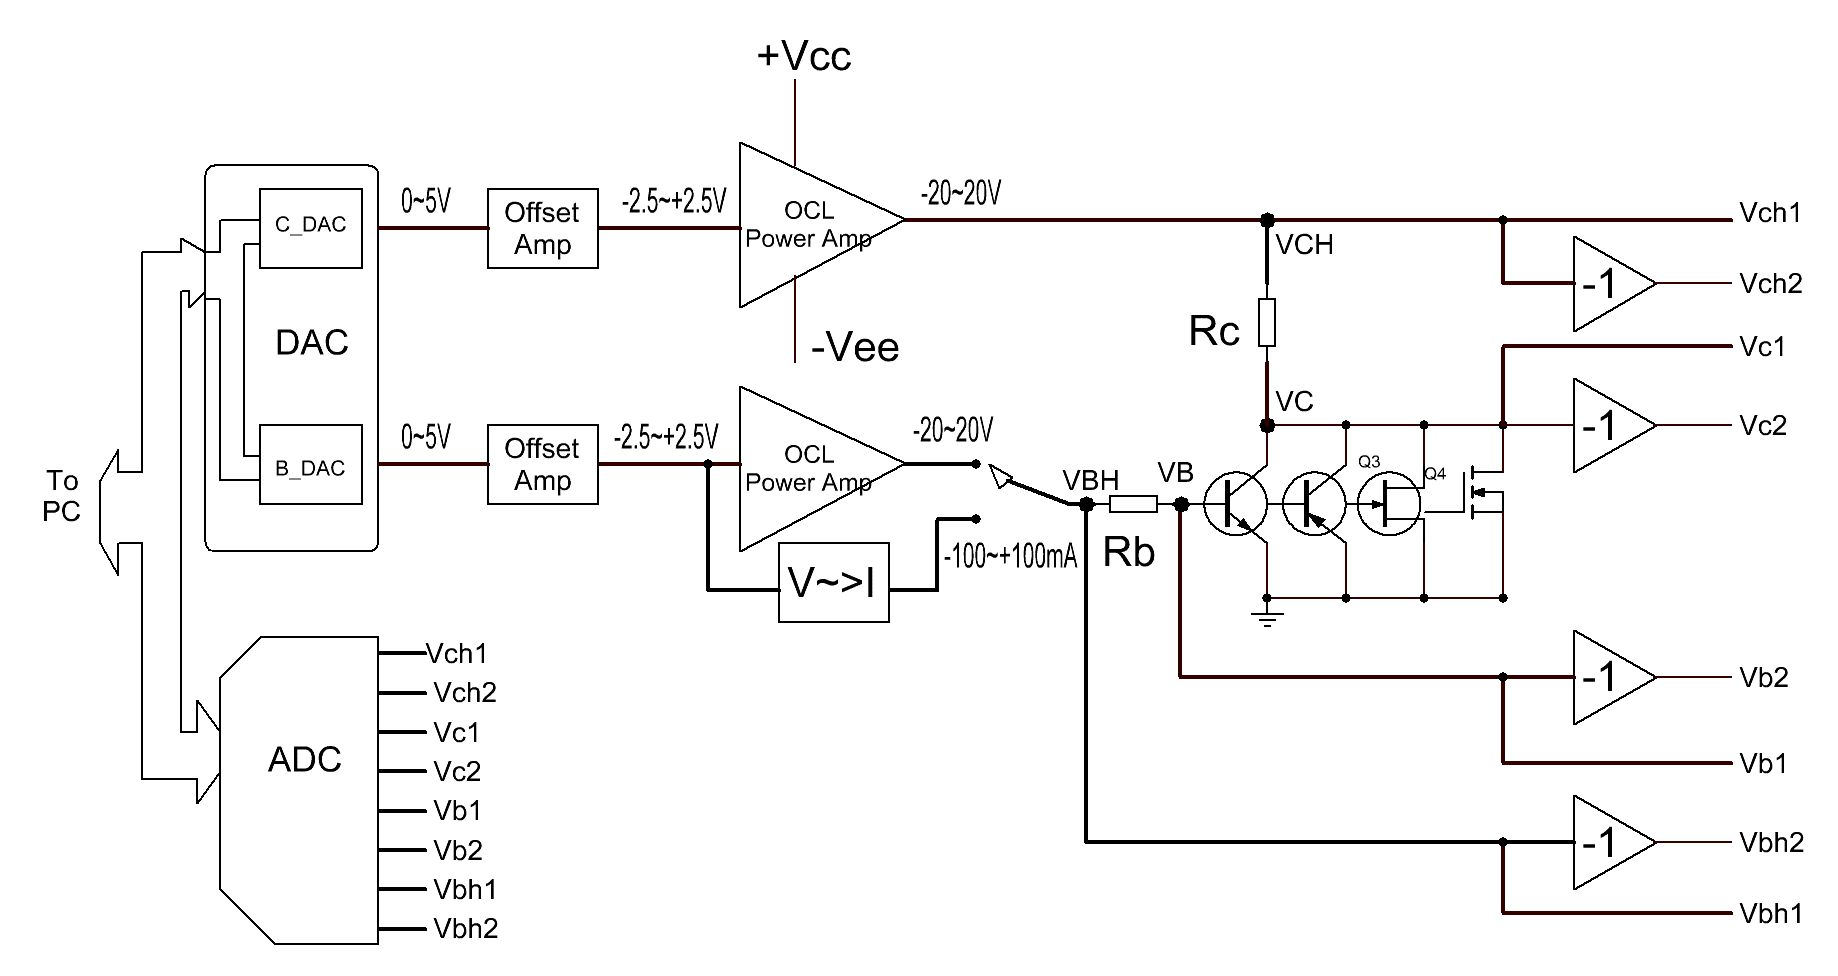 +Vcc
-Vee
C_DAC
DAC
B_DAC
0~5V
Offset
Amp
-2.5~+2.5V
OCL
Power Amp
-20~20V
0~5V
Offset
Amp
-2.5~+2.5V
OCL
Power Amp
-20~20V
V~>I
-100~+100mA
To
PC
VCH
Rc
VC
VBH
Rb
VB
Q3
Q4
-1
-1
-1
-1
Vch1
Vch2
Vc1
Vc2
Vb2
Vb1
Vbh2
Vbh1
ADC
Vch1
Vch2
Vc1
Vc2
Vb1
Vb2
Vbh1
Vbh2